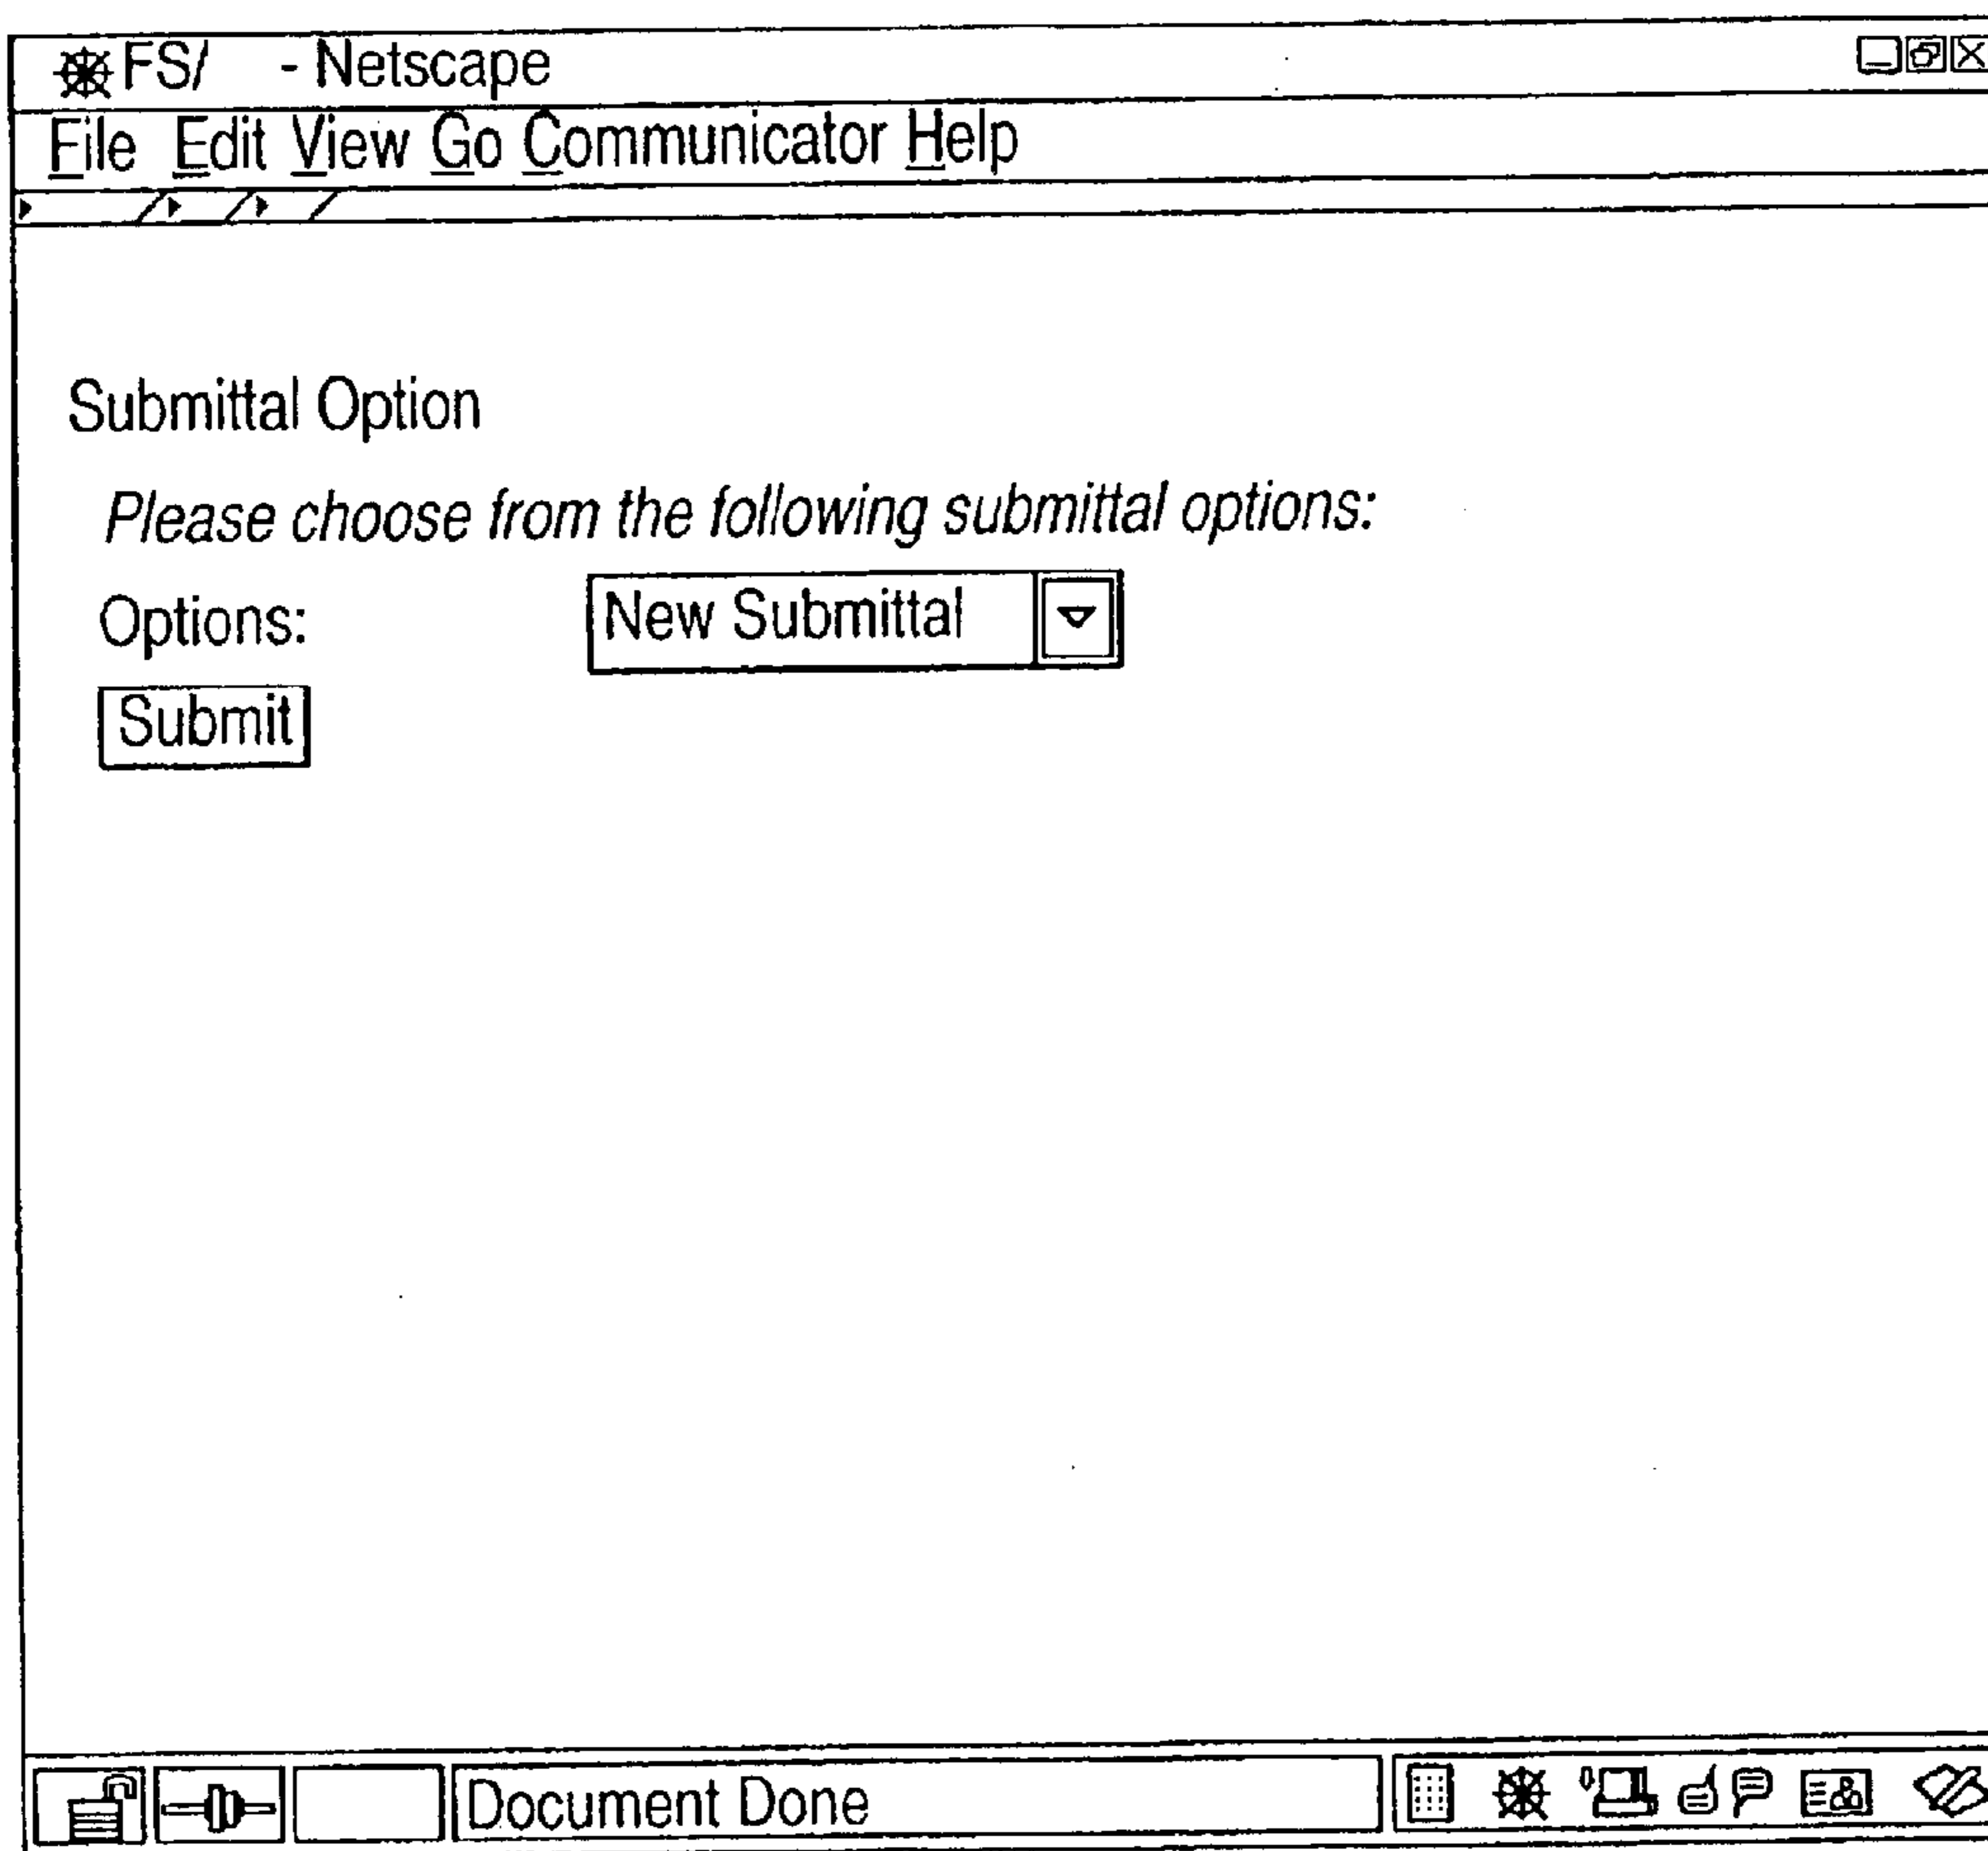 FS/ - Netscape
File Edit View Go Communicator Help
Submittal Option
Please choose from the following submittal options:
Options: New Submittal
Submit
Document Done